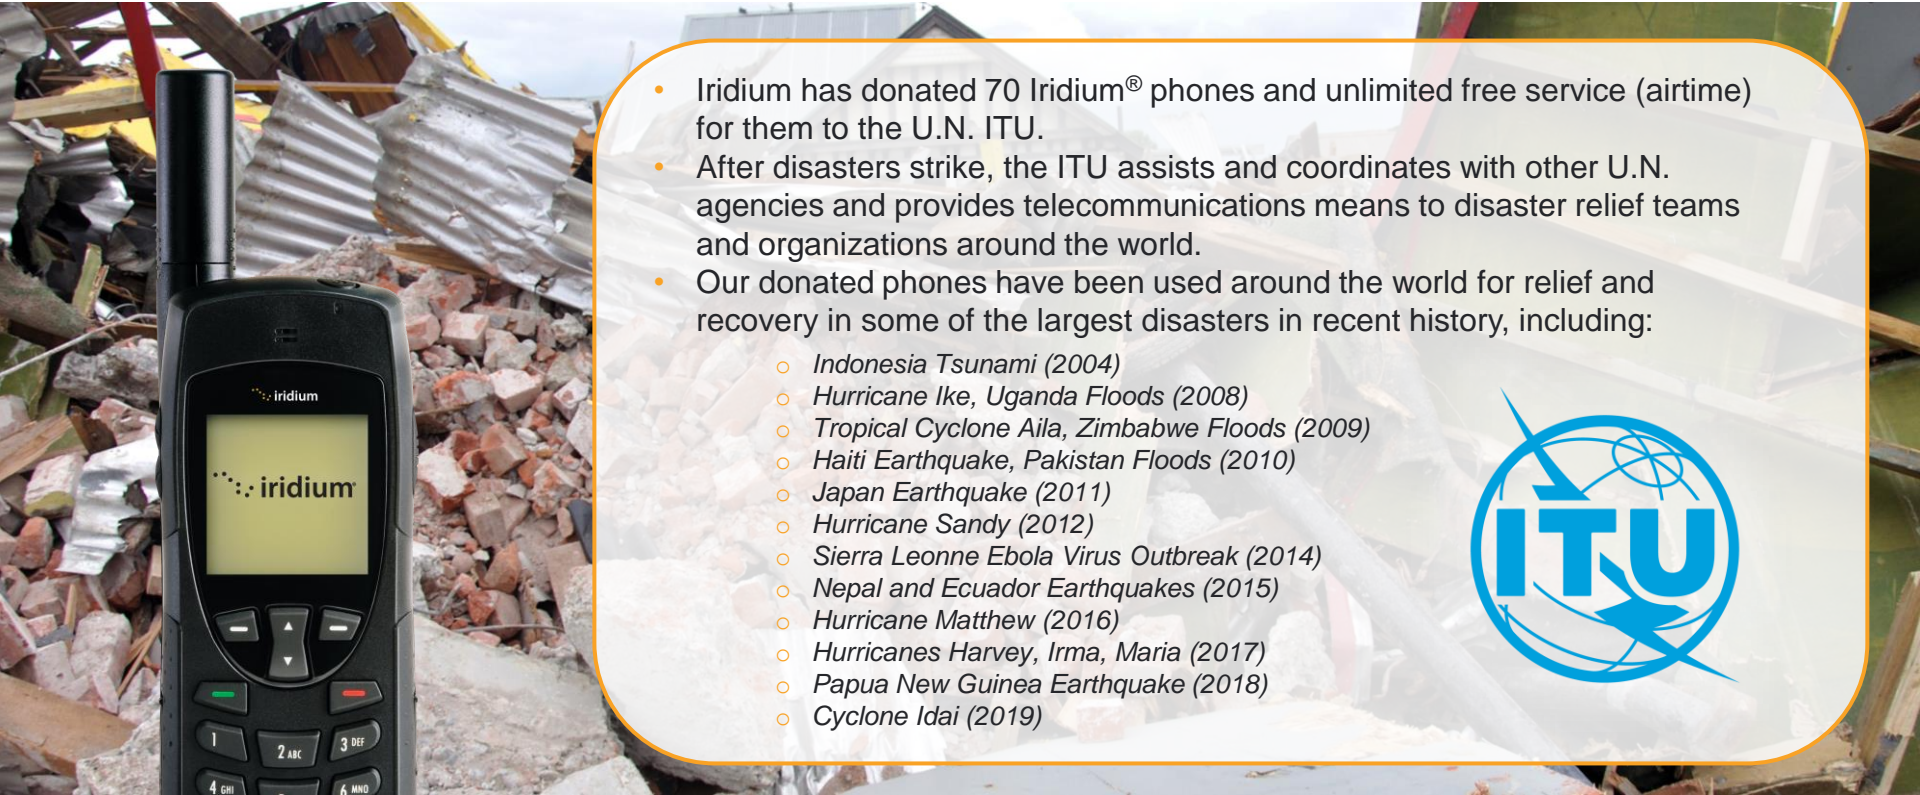 • Iridium has donated 70 Iridium® phones and unlimited free service (airtime)
for them to the U.N. ITU.
• After disasters strike, the ITU assists and coordinates with other U.N.
agencies and provides telecommunications means to disaster relief teams
and organizations around the world.
• Our donated phones have been used around the world for relief and
recovery in some of the largest disasters in recent history, including:
o Indonesia Tsunami (2004)
o Hurricane Ike, Uganda Floods (2008)
o Tropical Cyclone Aila, Zimbabwe Floods (2009)
o Haiti Earthquake, Pakistan Floods (2010)
o Japan Earthquake (2011)
o Hurricane Sandy (2012)
o Sierra Leonne Ebola Virus Outbreak (2014)
o Nepal and Ecuador Earthquakes (2015)
o Hurricane Matthew (2016)
o Hurricanes Harvey, Irma, Maria (2017)
o Papua New Guinea Earthquake (2018)
o Cyclone Idai (2019)
ITU
iridium
iridium
1 2 ABC 3 DEF
4 GHI 6 MNO